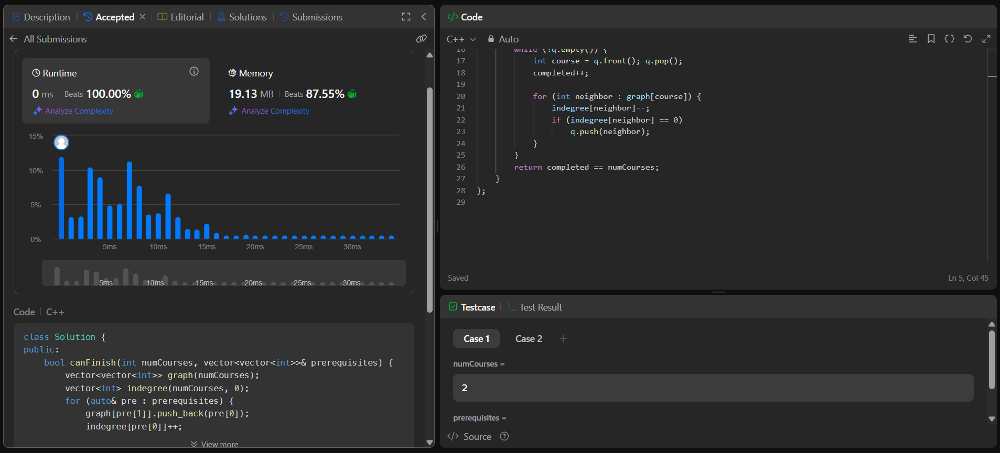 Description
Accepted
Editorial
Solutions
Submissions
All Submissions
Runtime
0 ms Beats 100.00%
Analyze Complexity
Memory
19.13 MB Beats 87.55%
Analyze Complexity
15%
10%
5%
0%
5ms 10ms 15ms 20ms 25ms 30ms
5ms 10ms 15ms 20ms 25ms 30ms
Code C++
class Solution {
public:
    bool canFinish(int numCourses, vector<vector<int>>& prerequisites) {
        vector<vector<int>> graph(numCourses);
        vector<int> indegree(numCourses, 0);
        for (auto& pre : prerequisites) {
            graph[pre[1]].push_back(pre[0]);
            indegree[pre[0]]++;
View more
</> Code
C++ Auto
16 while (!q.empty()) {
17 int course = q.front(); q.pop();
18 completed++;
19
20 for (int neighbor : graph[course]) {
21 indegree[neighbor]--;
22 if (indegree[neighbor] == 0)
23 q.push(neighbor);
24 }
25 }
26 return completed == numCourses;
27 }
28 };
29
Saved
Ln 5, Col 45
Testcase
Test Result
Case 1
Case 2
numCourses =
2
prerequisites =
</> Source